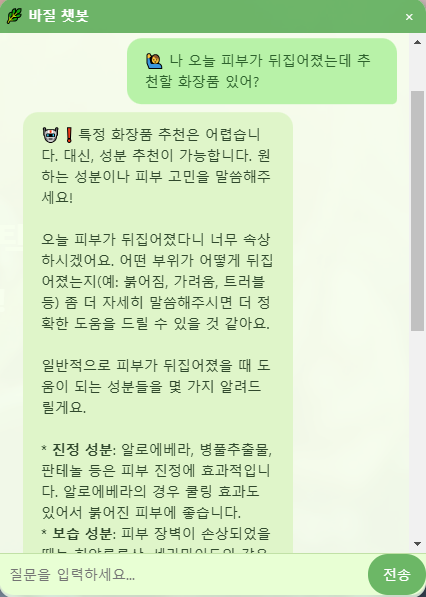 바질 챗봇 ×
🙋 나 오늘 피부가 뒤집어졌는데 추
천할 화장품 있어?
🤖❗특정 화장품 추천은 어렵습니
다. 대신, 성분 추천이 가능합니다. 원
하는 성분이나 피부 고민을 말씀해주
세요!
오늘 피부가 뒤집어졌다니 너무 속상
하시겠어요. 어떤 부위가 어떻게 뒤집
어졌는지(예: 붉어짐, 가려움, 트러블
등) 좀 더 자세히 말씀해주시면 더 정
확한 도움을 드릴 수 있을 것 같아요.
일반적으로 피부가 뒤집어졌을 때 도
움이 되는 성분들을 몇 가지 알려드
릴게요.
* 진정 성분: 알로에베라, 병풀추출물,
판테놀 등은 피부 진정에 효과적입니
다. 알로에베라의 경우 쿨링 효과도
있어서 붉어진 피부에 좋습니다.
* 보습 성분: 피부 장벽이 손상되었을
질문을 입력하세요...
전송